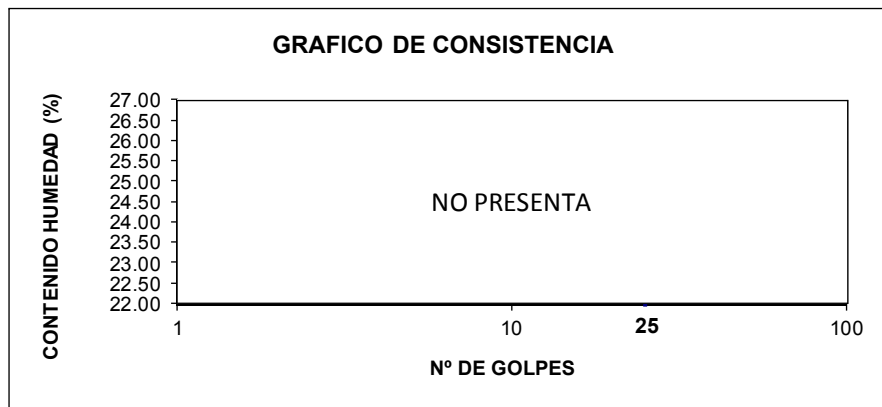 GRAFICO DE CONSISTENCIA
CONTENIDO HUMEDAD (%)
27.00
26.50
26.00
25.50
25.00
24.50
24.00
23.50
23.00
22.50
22.00
NO PRESENTA
1 10 25 100
Nº DE GOLPES